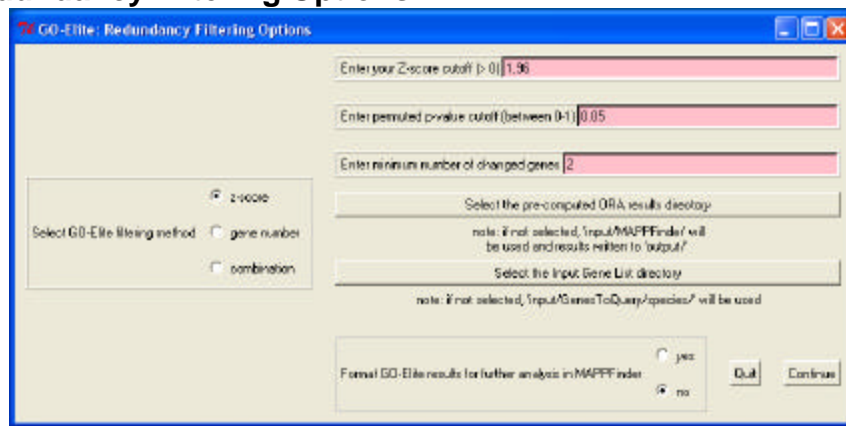 dundancy Filtering Options
GO-Elite: Redundancy Filtering Options
Enter your Z-score cutoff (> 0) 1.96
Enter permuted p-value cutoff (between 0-1) 0.05
Enter minimum number of changed genes 2
Select GO-Elite filtering method
z-score
gene number
combination
Select the pre-computed ORA results directory
note: if not selected, 'input/MAPPFinder' will
be used and results written to 'output/'
Select the Input Gene List directory
note: if not selected, 'input/GenesToQuery/species/' will be used
Format GO-Elite results for further analysis in MAPPFinder
yes
no
Quit
Continue